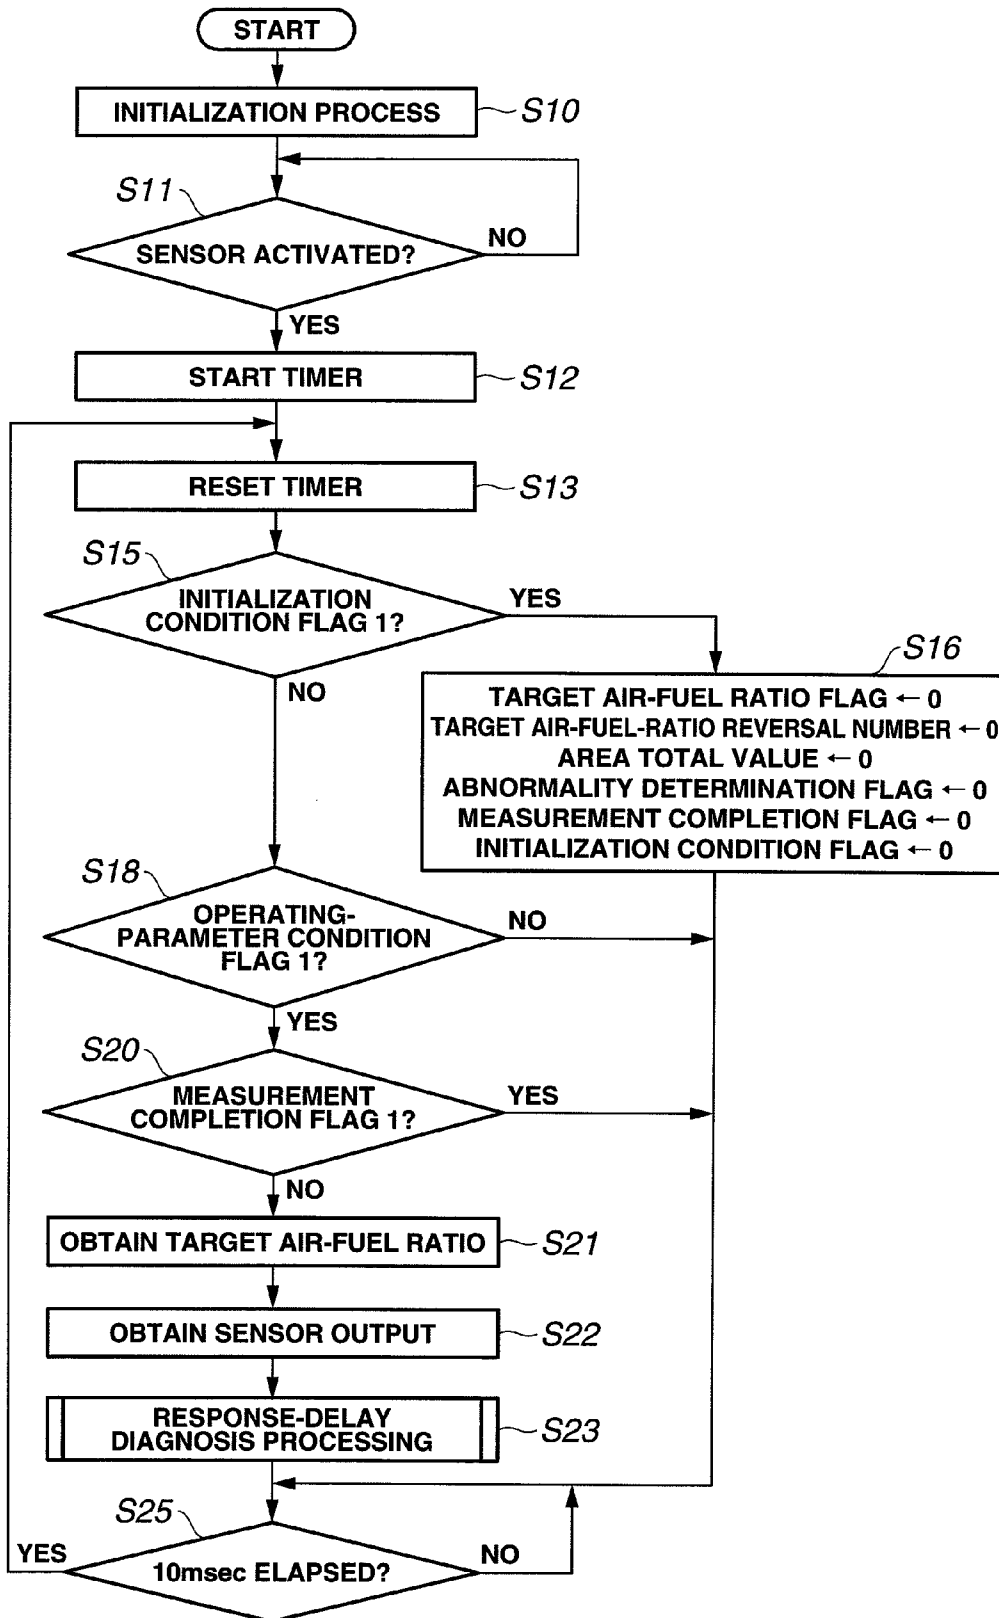 START
INITIALIZATION PROCESS
S10
S11
SENSOR ACTIVATED?
NO
YES
START TIMER
S12
RESET TIMER
S13
S15
INITIALIZATION
CONDITION FLAG 1?
YES
NO
S16
TARGET AIR-FUEL RATIO FLAG ← 0
TARGET AIR-FUEL-RATIO REVERSAL NUMBER ← 0
AREA TOTAL VALUE ← 0
ABNORMALITY DETERMINATION FLAG ← 0
MEASUREMENT COMPLETION FLAG ← 0
INITIALIZATION CONDITION FLAG ← 0
S18
OPERATING-
PARAMETER CONDITION
FLAG 1?
NO
YES
S20
MEASUREMENT
COMPLETION FLAG 1?
YES
NO
OBTAIN TARGET AIR-FUEL RATIO
S21
OBTAIN SENSOR OUTPUT
S22
RESPONSE-DELAY
DIAGNOSIS PROCESSING
S23
S25
YES
10msec ELAPSED?
NO